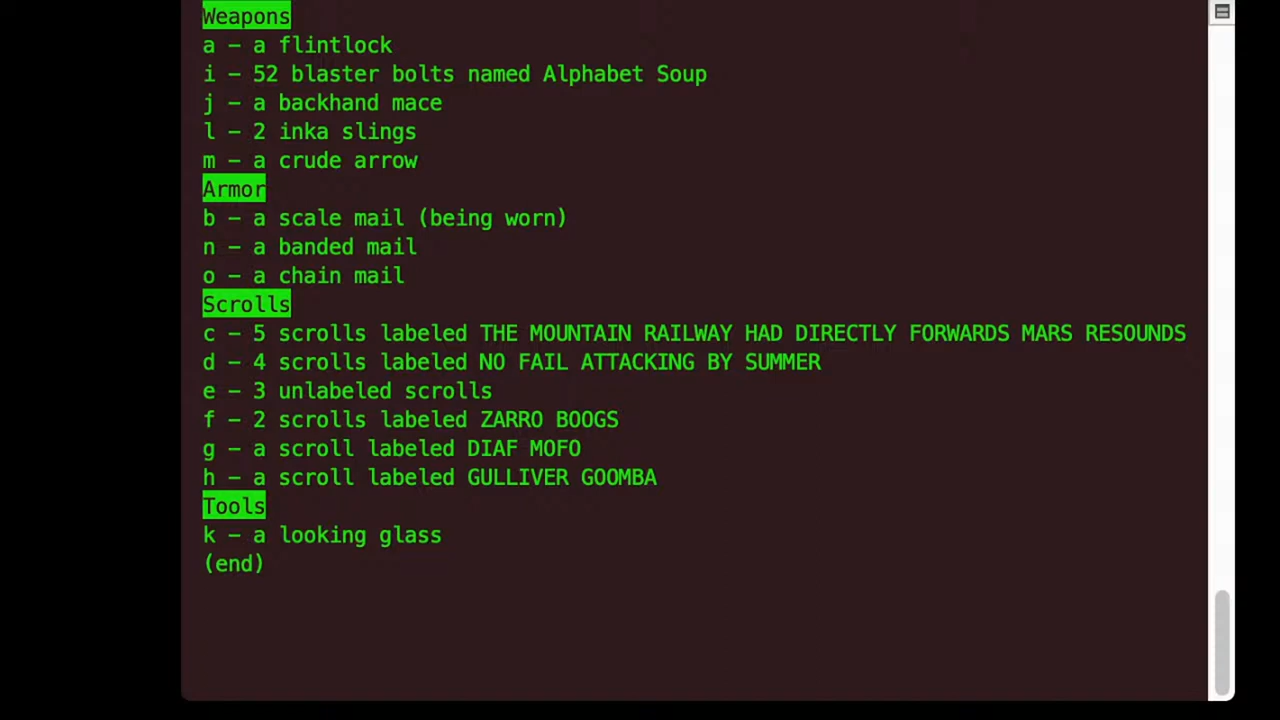 Weapons
a - a flintlock
i - 52 blaster bolts named Alphabet Soup
j - a backhand mace
l - 2 inka slings
m - a crude arrow
Armor
b - a scale mail (being worn)
n - a banded mail
o - a chain mail
Scrolls
c - 5 scrolls labeled THE MOUNTAIN RAILWAY HAD DIRECTLY FORWARDS MARS RESOUNDS
d - 4 scrolls labeled NO FAIL ATTACKING BY SUMMER
e - 3 unlabeled scrolls
f - 2 scrolls labeled ZARRO BOOGS
g - a scroll labeled DIAF MOFO
h - a scroll labeled GULLIVER GOOMBA
Tools
k - a looking glass
(end)